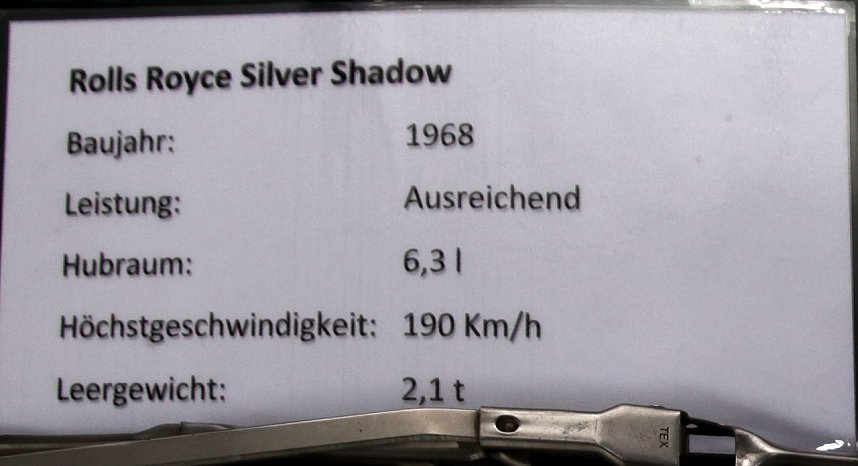 Rolls Royce Silver Shadow
Baujahr: 1968
Leistung: Ausreichend
Hubraum: 6,3 l
Höchstgeschwindigkeit: 190 Km/h
Leergewicht: 2,1 t
TEX